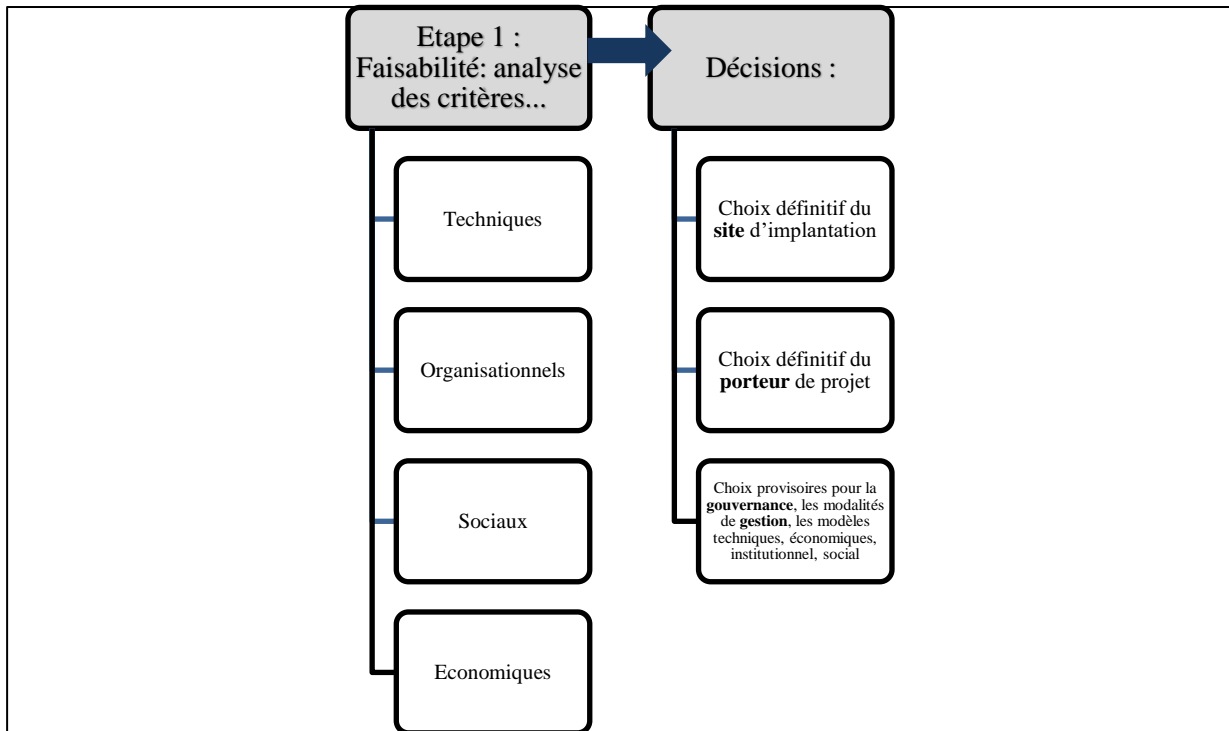 Etape 1 :
Faisabilité: analyse
des critères...
Techniques
Organisationnels
Sociaux
Economiques
Décisions :
Choix définitif du
site d’implantation
Choix définitif du
porteur de projet
Choix provisoires pour la
gouvernance, les modalités
de gestion, les modèles
techniques, économiques,
institutionnel, social